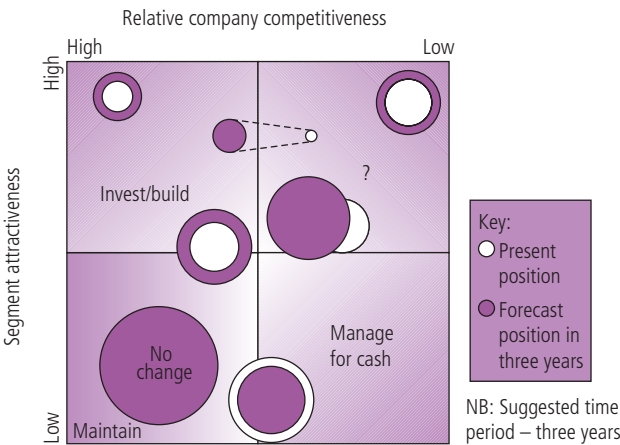 Relative company competitiveness
High
Low
High
Segment attractiveness
Low
Invest/build
?
No
change
Maintain
Manage
for cash
Key:
Present
position
Forecast
position in
three years
NB: Suggested time
period – three years